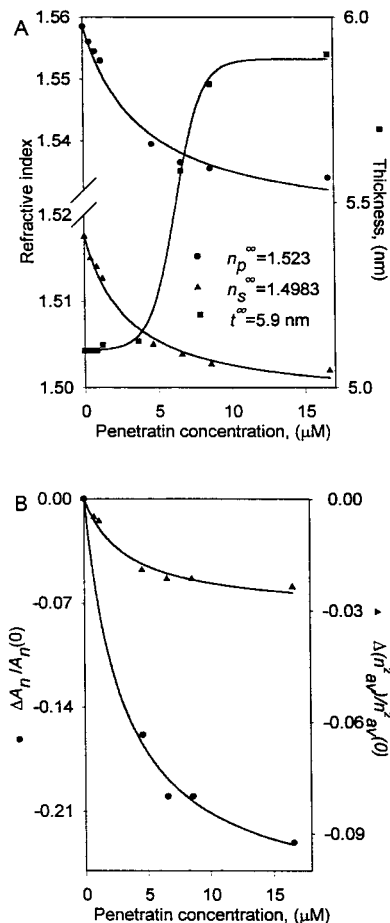 A
1.56
1.55
1.54
1.52
1.51
1.50
Refractive index
6.0
5.5
5.0
Thickness, (nm)
n_p^∞=1.523
n_s^∞=1.4983
t^∞=5.9 nm
0 5 10 15
Penetratin concentration, (μM)
B
0.00
-0.07
-0.14
-0.21
ΔA_n/A_n(0)
0.00
-0.03
-0.06
-0.09
Δ(n²_av)/n²_av(0)
0 5 10 15
Penetratin concentration, (μM)